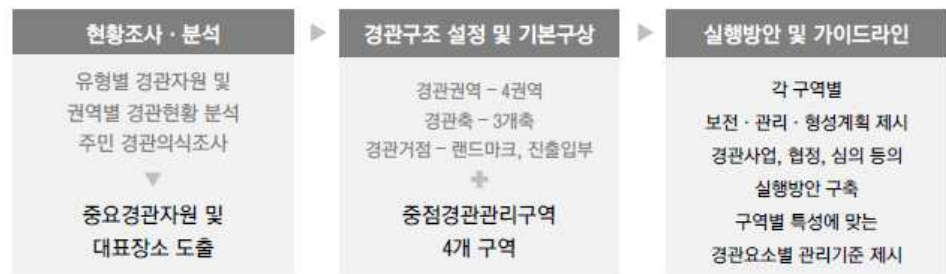 현황조사 · 분석
유형별 경관자원 및
권역별 경관현황 분석
주민 경관의식조사
중요경관자원 및
대표장소 도출
경관구조 설정 및 기본구상
경관권역 - 4권역
경관축 - 3개축
경관거점 - 랜드마크, 진출입부
중점경관관리구역
4개 구역
실행방안 및 가이드라인
각 구역별
보전 · 관리 · 형성계획 제시
경관사업, 협정, 심의 등의
실행방안 구축
구역별 특성에 맞는
경관요소별 관리기준 제시